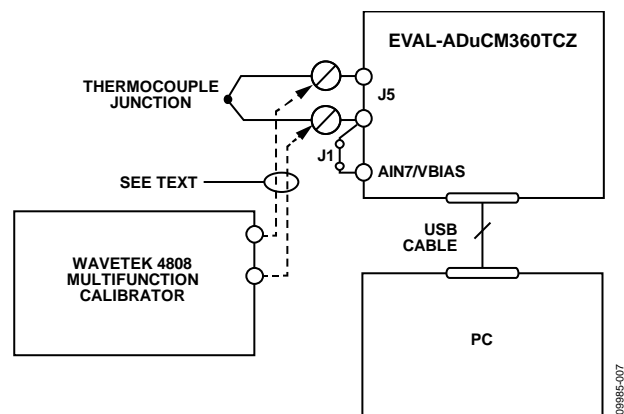 EVAL-ADuCM360TCZ
THERMOCOUPLE
JUNCTION
J5
J1
AIN7/VBIAS
SEE TEXT
USB
CABLE
WAVETEK 4808
MULTIFUNCTION
CALIBRATOR
PC
09985-007